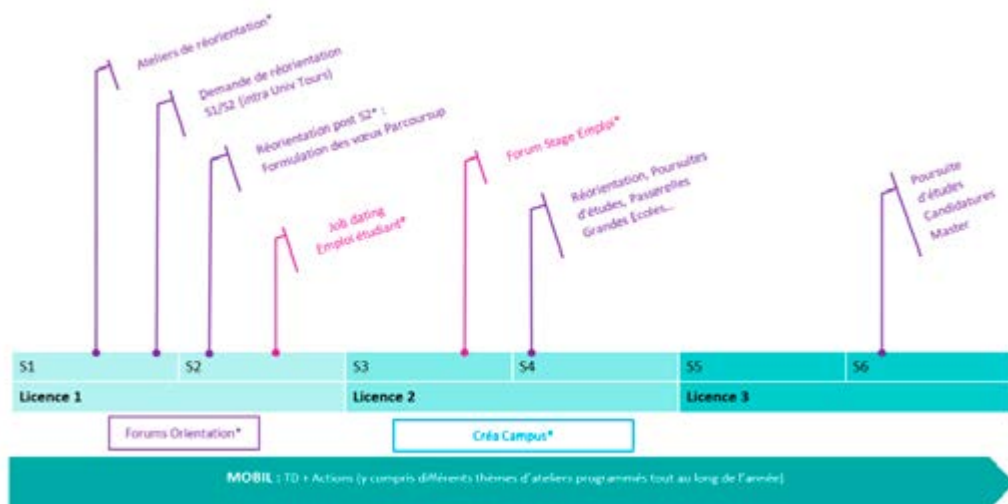 Ateliers de réorientation*
Demande de réorientation
S1/S2 (intra Univ Tours)
Réorientation post S2* :
Formulation des vœux Parcoursup
Job dating
Emploi étudiant*
Forum Stage Emploi*
Réorientation, Poursuites
d'études, Passerelles
Grandes Ecoles...
Poursuite
d'études
Candidatures
Master
S1
S2
S3
S4
S5
S6
Licence 1
Licence 2
Licence 3
Forums Orientation*
Créa Campus*
MOBIL : TD + Actions (y compris différents thèmes d'ateliers programmés tout au long de l'année)